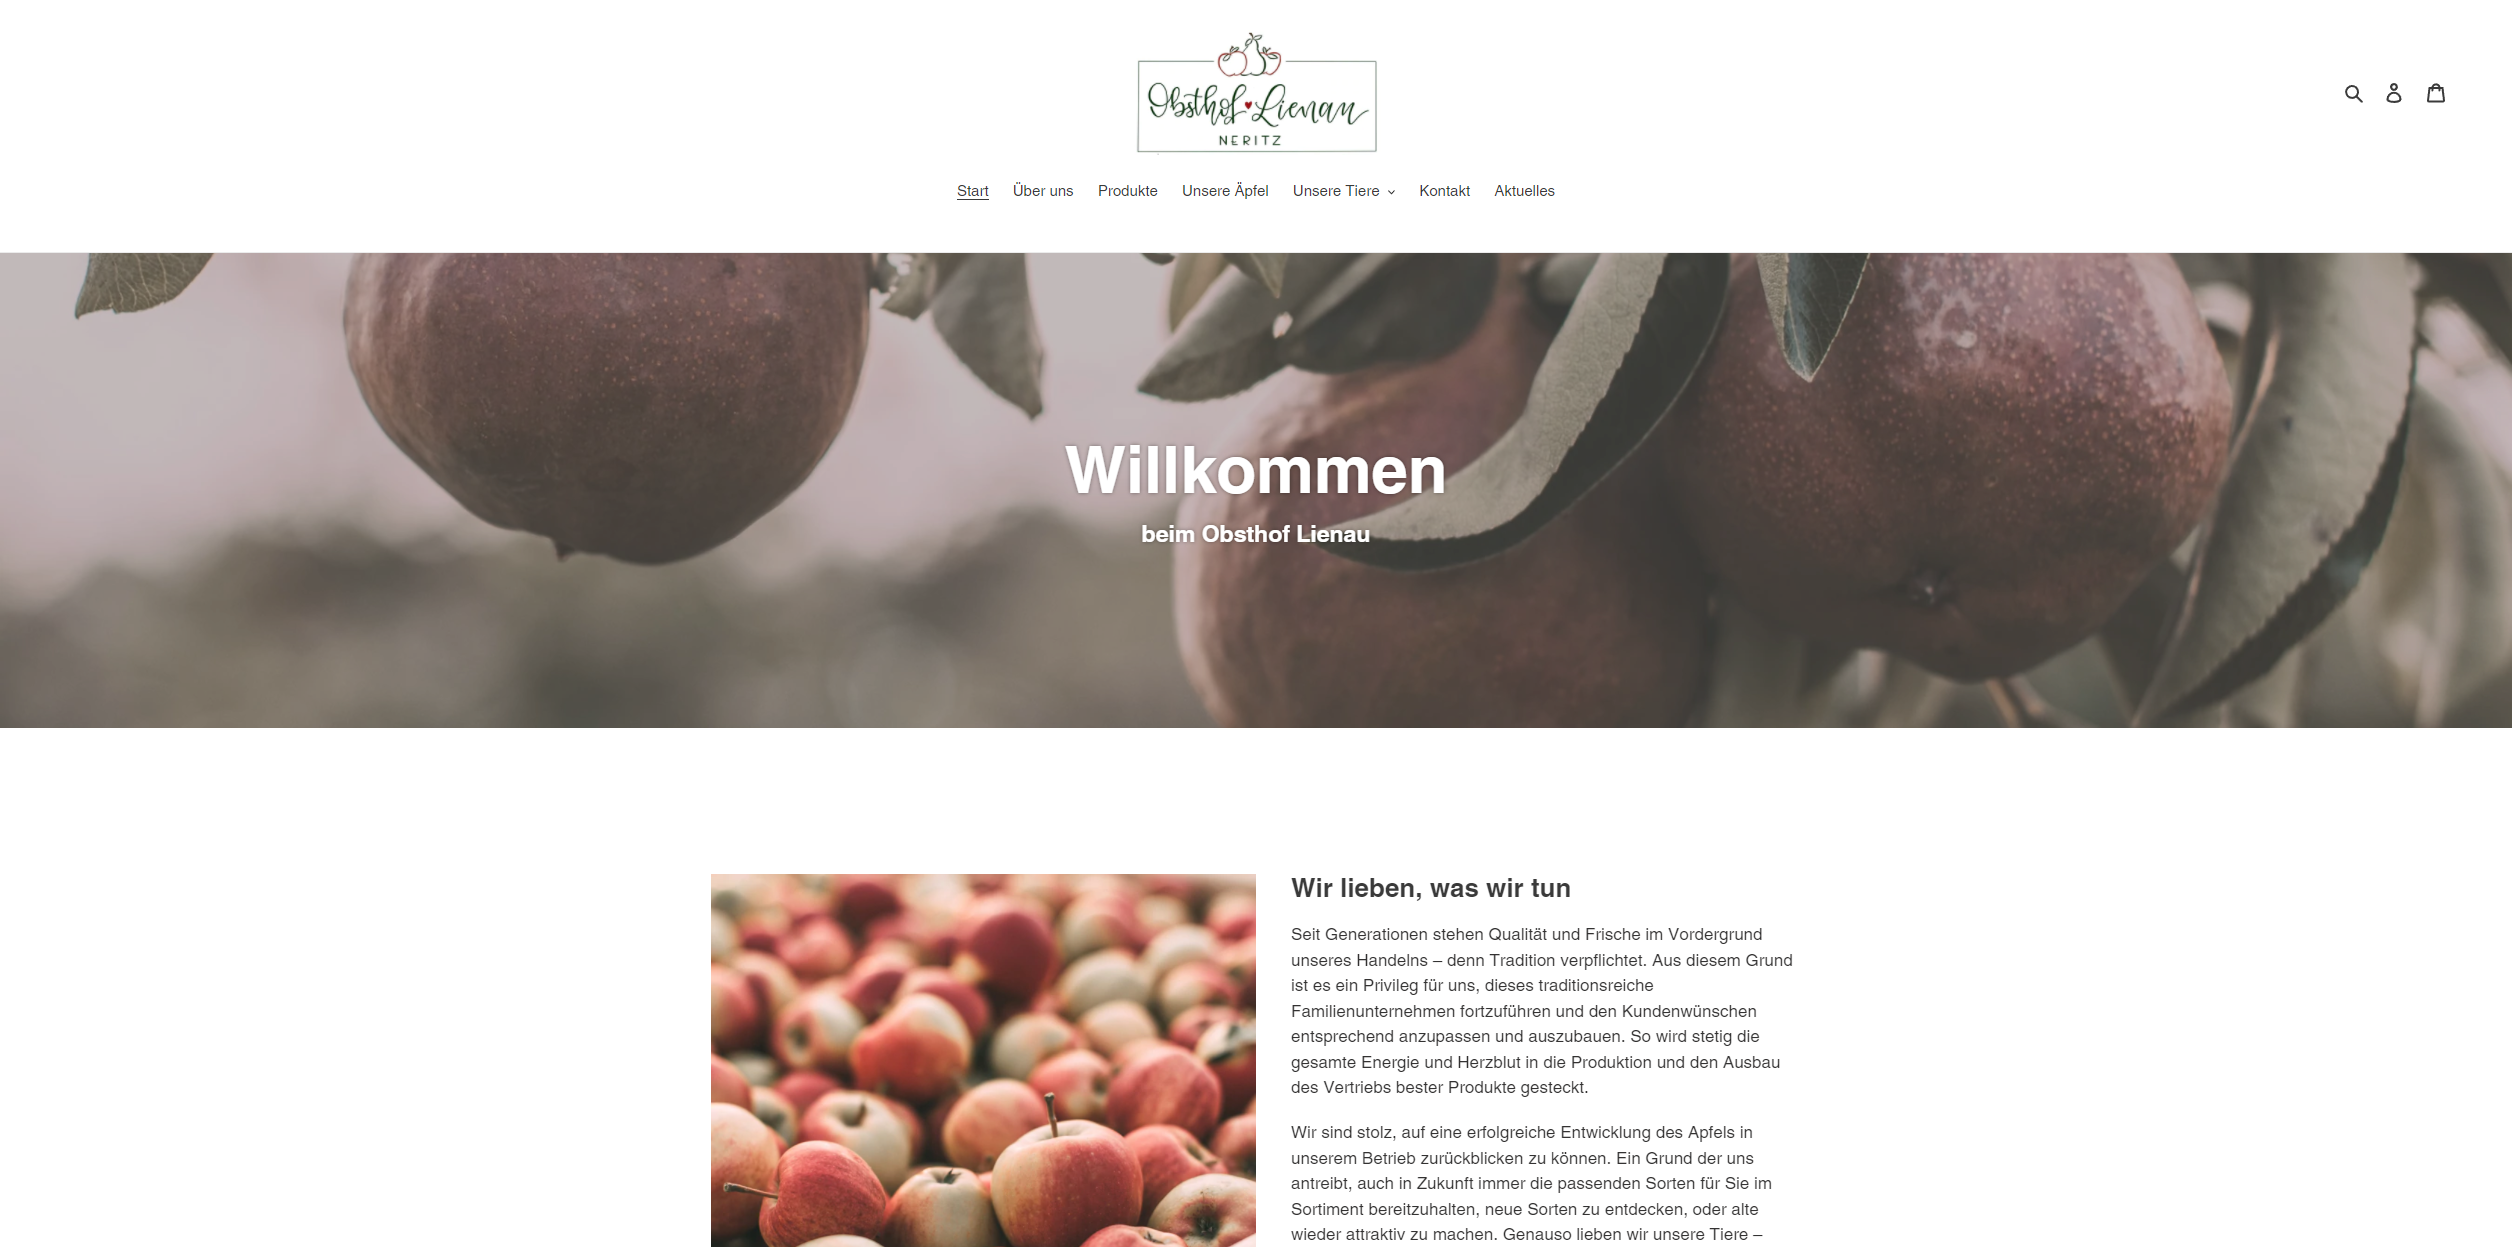 Obsthof Lienau
NERITZ
Start Über uns Produkte Unsere Äpfel Unsere Tiere Kontakt Aktuelles
Willkommen
beim Obsthof Lienau
Wir lieben, was wir tun
Seit Generationen stehen Qualität und Frische im Vordergrund
unseres Handelns – denn Tradition verpflichtet. Aus diesem Grund
ist es ein Privileg für uns, dieses traditionsreiche
Familienunternehmen fortzuführen und den Kundenwünschen
entsprechend anzupassen und auszubauen. So wird stetig die
gesamte Energie und Herzblut in die Produktion und den Ausbau
des Vertriebs bester Produkte gesteckt.
Wir sind stolz, auf eine erfolgreiche Entwicklung des Apfels in
unserem Betrieb zurückblicken zu können. Ein Grund der uns
antreibt, auch in Zukunft immer die passenden Sorten für Sie im
Sortiment bereitzuhalten, neue Sorten zu entdecken, oder alte
wieder attraktiv zu machen. Genauso lieben wir unsere Tiere –